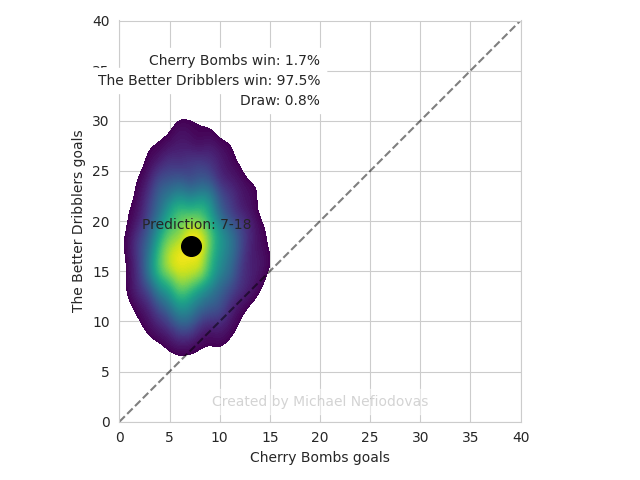 40
Cherry Bombs win: 1.7%
The Better Dribblers win: 97.5%
Draw: 0.8%
30
25
20
15
10
5
0
The Better Dribblers goals
Prediction: 7-18
Created by Michael Nefiodovas
0 5 10 15 20 25 30 35 40
Cherry Bombs goals